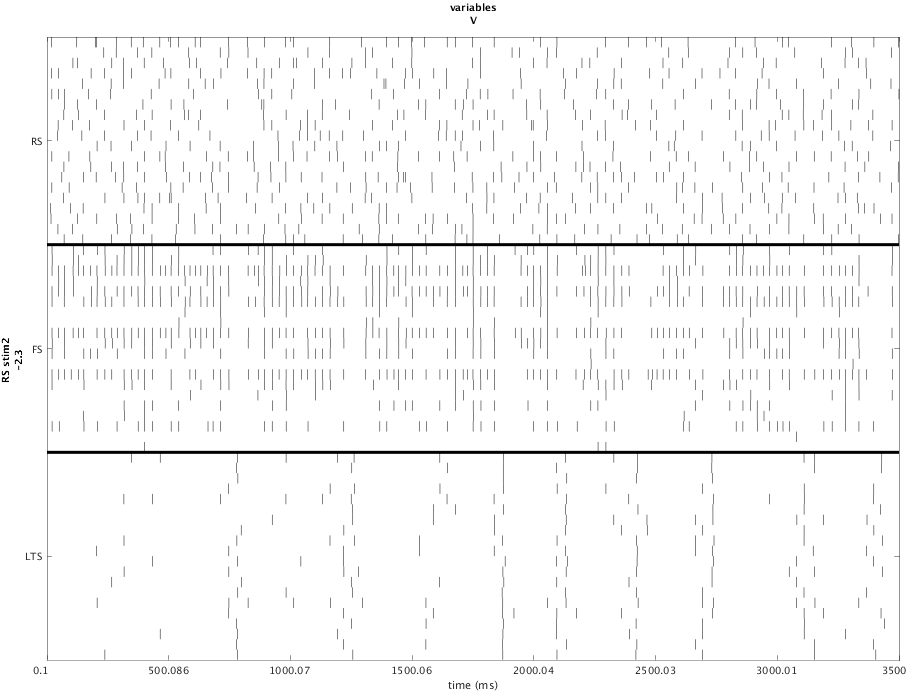 variables
V
RS
FS
LTS
RS stim2
-2.3
0.1
500.086
1000.07
1500.06
2000.04
2500.03
3000.01
3500
time (ms)